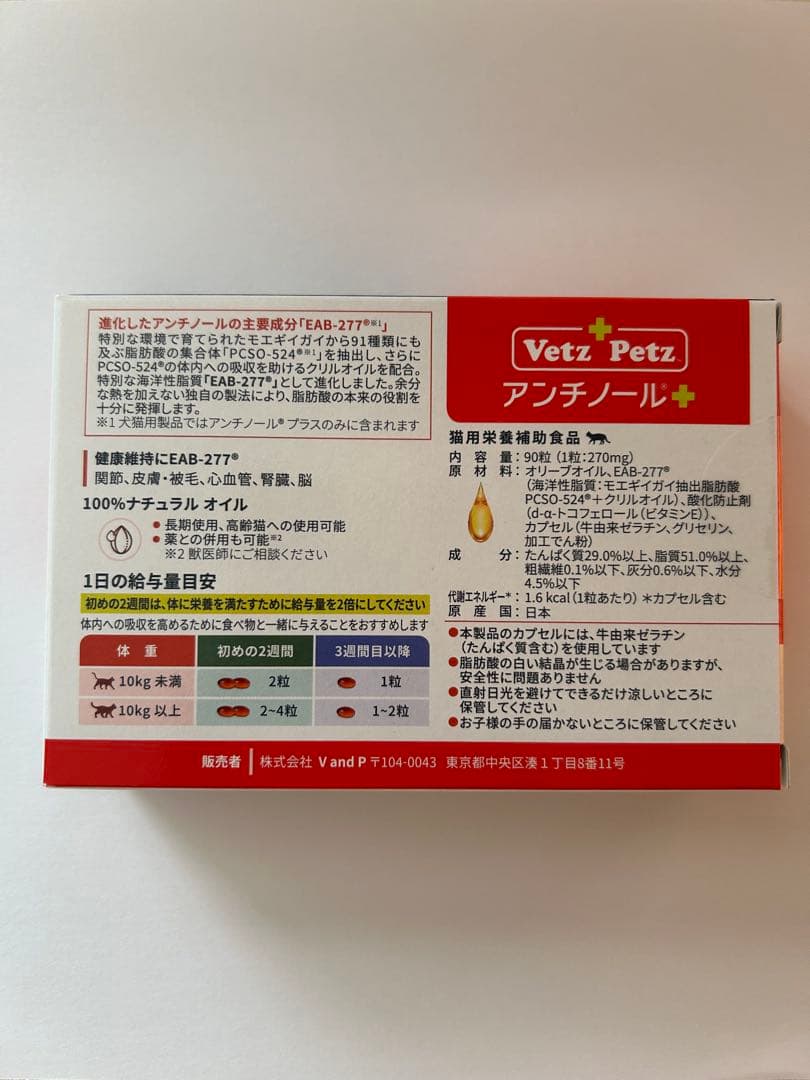 進化したアンチノールの主要成分「EAB-277®※1」
特別な環境で育てられたモエギイガイから91種類にも
及ぶ脂肪酸の集合体「PCSO-524®※1」を抽出し、さらに
PCSO-524®の体内への吸収を助けるクリルオイルを配合。
特別な海洋性脂質「EAB-277®」として進化しました。余分
な熱を加えない独自の製法により、脂肪酸の本来の役割を
十分に発揮します。
※1 犬猫用製品ではアンチノール® プラスのみに含まれます
健康維持にEAB-277®
関節、皮膚・被毛、心血管、腎臓、脳
100%ナチュラル オイル
● 長期使用、高齢猫への使用可能
● 薬との併用も可能※2
※2 獣医師にご相談ください
1日の給与量目安
初めの2週間は、体に栄養を満たすために給与量を2倍にしてください
体内への吸収を高めるために食べ物と一緒に与えることをおすすめします
体 重 初めの2週間 3週間目以降
10kg 未満 2粒 1粒
10kg 以上 2~4粒 1~2粒
Vetz Petz
アンチノール®
猫用栄養補助食品
内容量:90粒(1粒:270mg)
原材料:オリーブオイル、EAB-277®
(海洋性脂質:モエギイガイ抽出脂肪酸
PCSO-524®+クリルオイル)、酸化防止剤
(d-α-トコフェロール(ビタミンE))、
カプセル(牛由来ゼラチン、グリセリン、
加工でん粉)
成分:たんぱく質29.0%以上、脂質51.0%以上、
粗繊維0.1%以下、灰分0.6%以下、水分
4.5%以下
代謝エネルギー*:1.6 kcal(1粒あたり) *カプセル含む
原産国:日本
●本製品のカプセルには、牛由来ゼラチン
(たんぱく質含む)を使用しています
●脂肪酸の白い結晶が生じる場合がありますが、
安全性に問題ありません
●直射日光を避けてできるだけ涼しいところに
保管してください
●お子様の手の届かないところに保管してください
販売者 株式会社 V and P 〒104-0043 東京都中央区湊1丁目8番11号